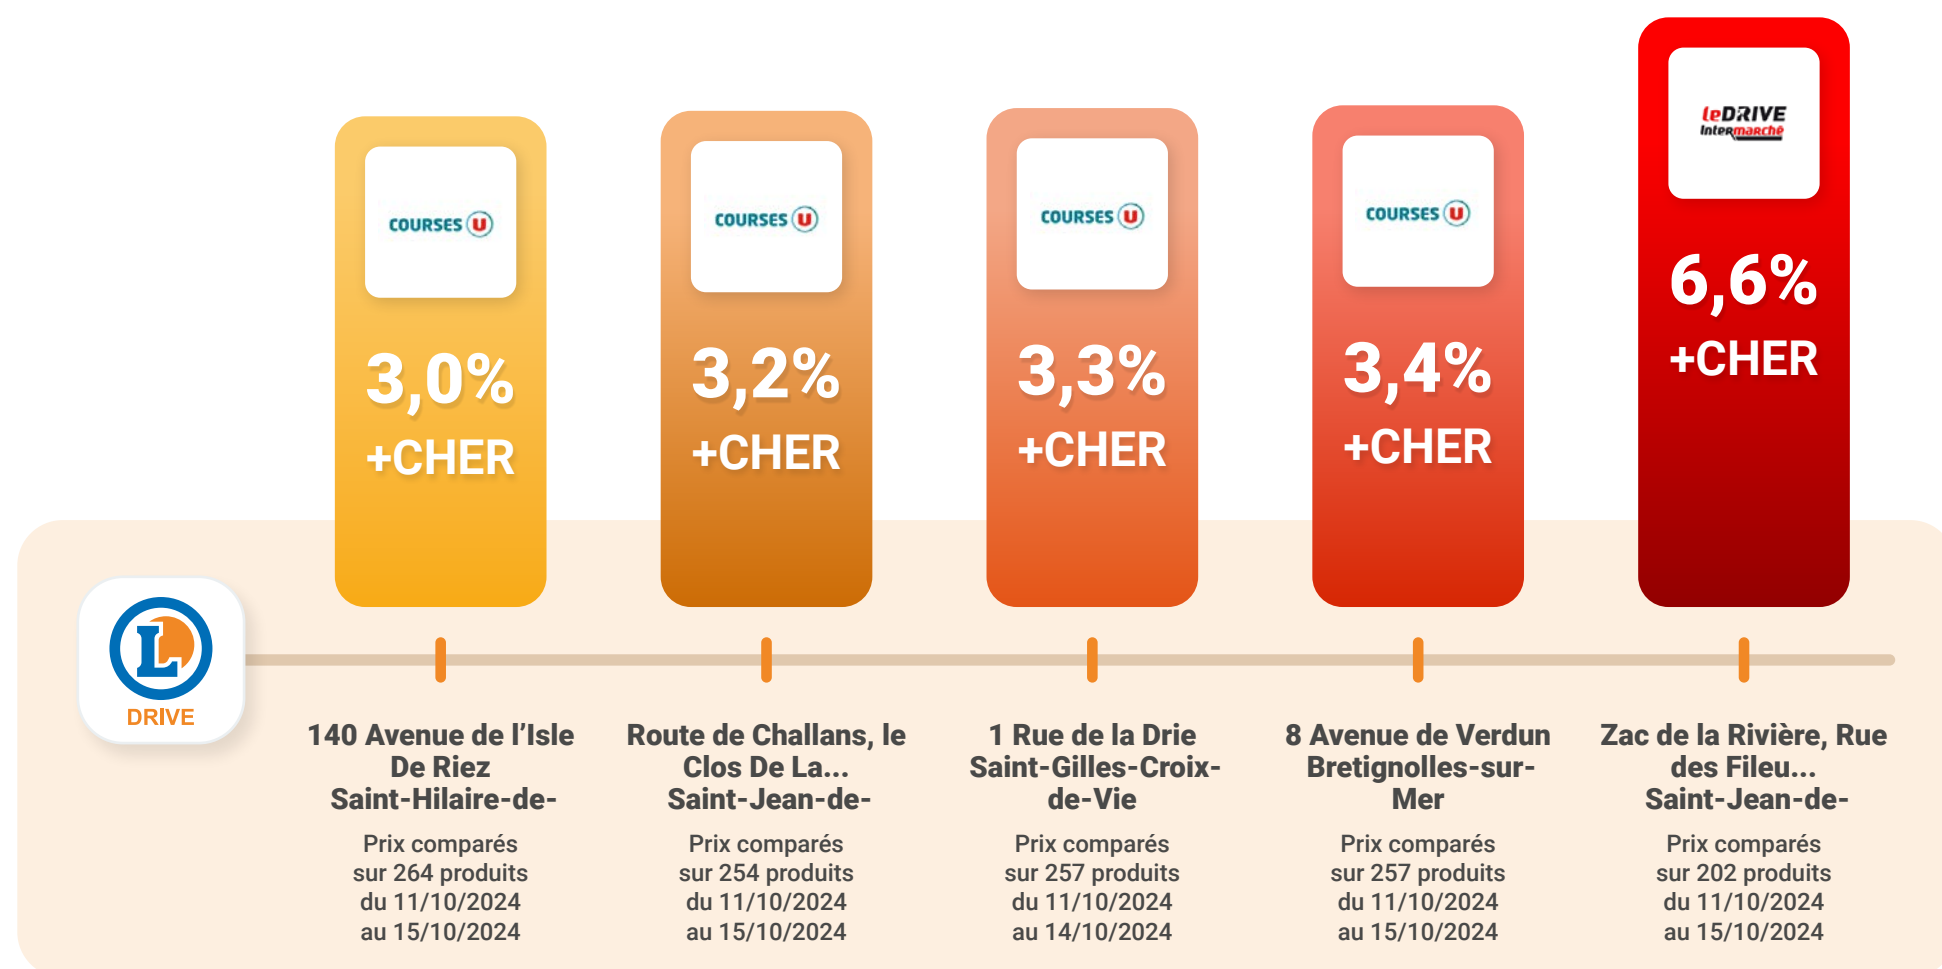 COURSES U
3,0%
+CHER
COURSES U
3,2%
+CHER
COURSES U
3,3%
+CHER
COURSES U
3,4%
+CHER
leDRIVE
Intermarché
6,6%
+CHER
L
DRIVE
140 Avenue de l'Isle
De Riez
Saint-Hilaire-de-
Prix comparés
sur 264 produits
du 11/10/2024
au 15/10/2024
Route de Challans, le
Clos De La...
Saint-Jean-de-
Prix comparés
sur 254 produits
du 11/10/2024
au 15/10/2024
1 Rue de la Drie
Saint-Gilles-Croix-
de-Vie
Prix comparés
sur 257 produits
du 11/10/2024
au 14/10/2024
8 Avenue de Verdun
Bretignolles-sur-
Mer
Prix comparés
sur 257 produits
du 11/10/2024
au 15/10/2024
Zac de la Rivière, Rue
des Fileu...
Saint-Jean-de-
Prix comparés
sur 202 produits
du 11/10/2024
au 15/10/2024